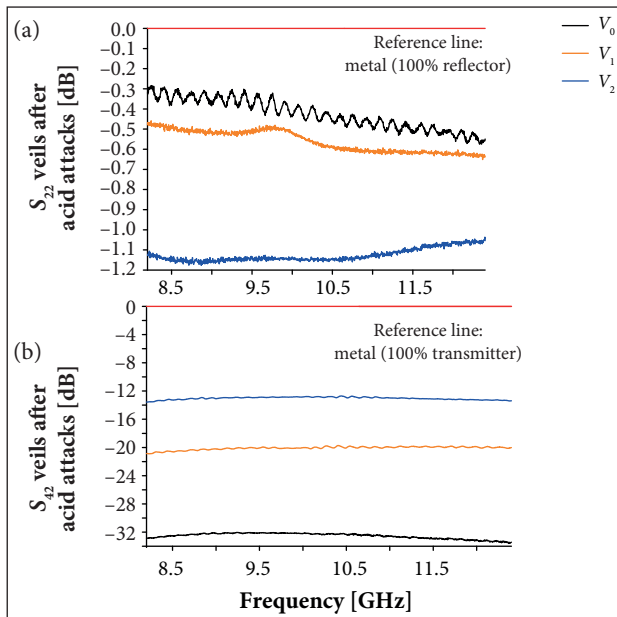 (a)
S22 veils after
acid attacks [dB]
0.0
−0.1
−0.2
−0.3
−0.4
−0.5
−0.6
−0.7
−0.8
−0.9
−1.0
−1.1
−1.2
Reference line:
metal (100% reflector)
V0
V1
V2
8.5 9.5 10.5 11.5
(b)
S42 veils after
acid attacks [dB]
0
−4
−8
−12
−16
−20
−24
−28
−32
Reference line:
metal (100% transmitter)
8.5 9.5 10.5 11.5
Frequency [GHz]